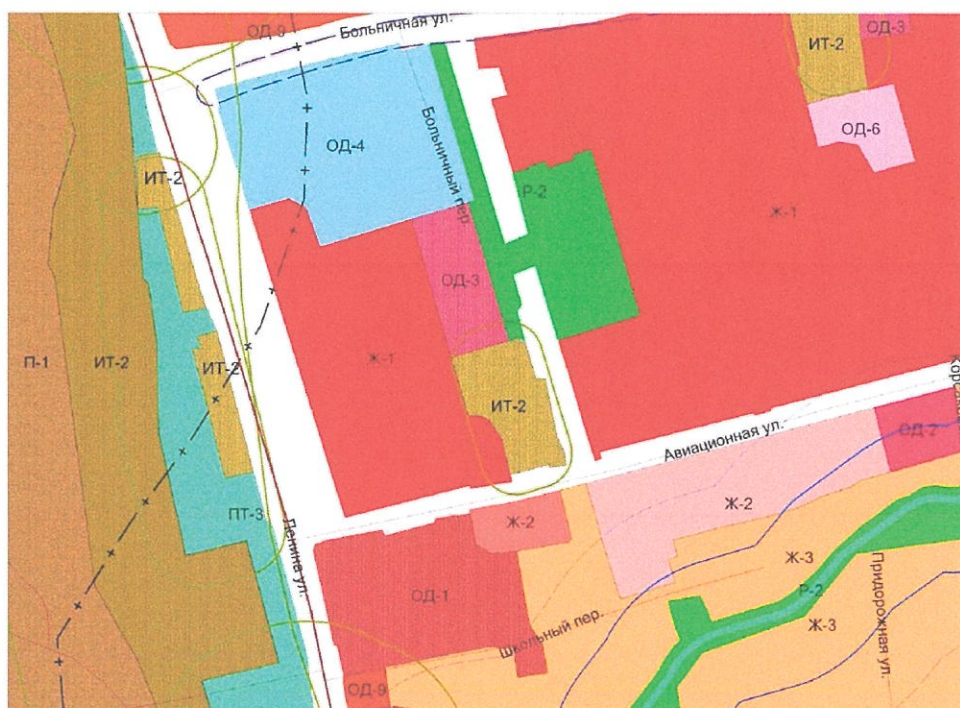 ОД-9
Больничная ул.
ИТ-2
ОД-3
ОД-6
ОД-4
Больничный пер.
ИТ-2
Р-2
Ж-1
ОД-3
П-1
ИТ-2
ИТ-2
Ж-1
ИТ-2
Авиационная ул.
ОД-2
Ж-2
Ж-2
ПТ-3
Ленина ул.
Ж-3
Р-2
Ж-3
Придорожная ул.
ОД-1
Школьный пер.
ОД-9